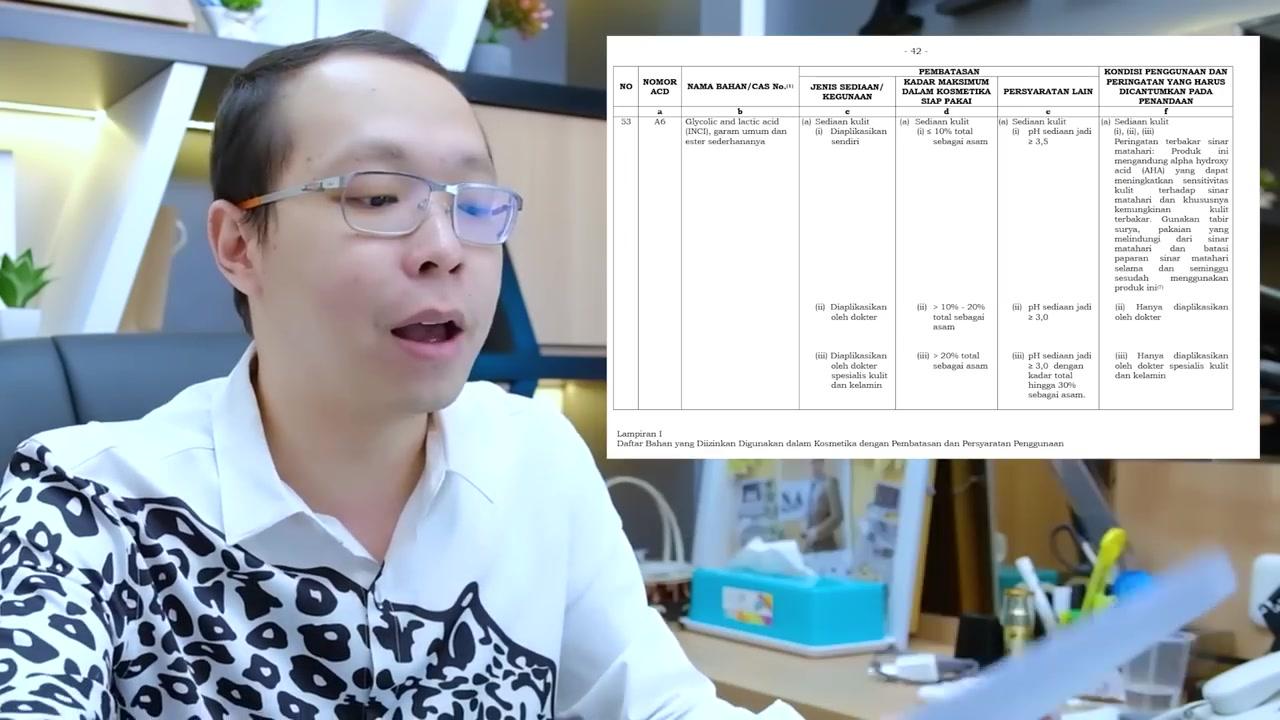 - 42 -
NO
NOMOR
ACD
NAMA BAHAN/CAS No.(1)
PEMBATASAN
JENIS SEDIAAN/
KEGUNAAN
KADAR MAKSIMUM
DALAM KOSMETIKA
SIAP PAKAI
PERSYARATAN LAIN
KONDISI PENGGUNAAN DAN
PERINGATAN YANG HARUS
DICANTUMKAN PADA
PENANDAAN
a
b
c
d
e
f
53
A6
Glycolic and lactic acid
(INCI), garam umum dan
ester sederhananya
(a) Sediaan kulit
(i) Diaplikasikan
sendiri
(a) Sediaan kulit
(i) ≤ 10% total
sebagai asam
(a) Sediaan kulit
(i) pH sediaan jadi
≥ 3,5
(a) Sediaan kulit
(i), (ii), (iii)
Peringatan terbakar sinar
matahari: Produk ini
mengandung alpha hydroxy
acid (AHA) yang dapat
meningkatkan sensitivitas
kulit terhadap sinar
matahari dan khususnya
kemungkinan kulit
terbakar. Gunakan tabir
surya, pakaian yang
melindungi dari sinar
matahari dan batasi
paparan sinar matahari
selama dan seminggu
sesudah menggunakan
produk ini(7)
(ii) Diaplikasikan
oleh dokter
(ii) > 10% - 20%
total sebagai
asam
(ii) pH sediaan jadi
≥ 3,0
(ii) Hanya diaplikasikan
oleh dokter
(iii) Diaplikasikan
oleh dokter
spesialis kulit
dan kelamin
(iii) > 20% total
sebagai asam
(iii) pH sediaan jadi
≥ 3,0 dengan
kadar total
hingga 30%
sebagai asam.
(iii) Hanya diaplikasikan
oleh dokter spesialis kulit
dan kelamin
Lampiran I
Daftar Bahan yang Diizinkan Digunakan dalam Kosmetika dengan Pembatasan dan Persyaratan Penggunaan